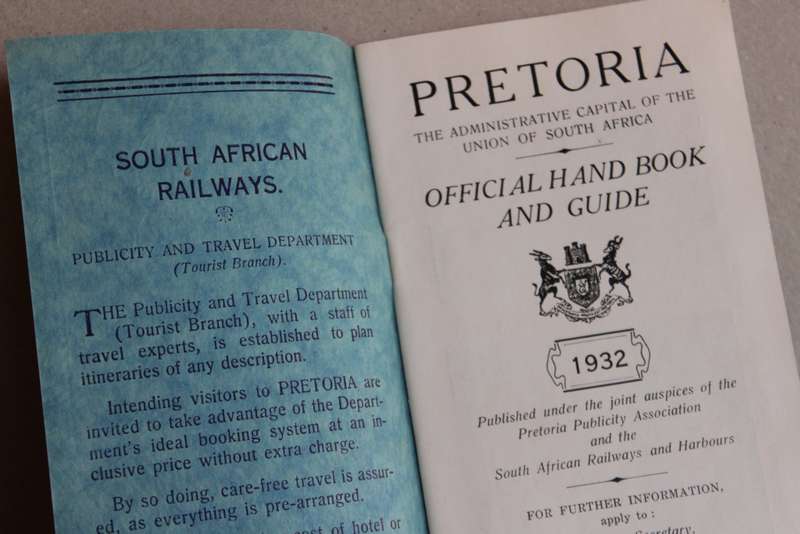 SOUTH AFRICAN
RAILWAYS.
PUBLICITY AND TRAVEL DEPARTMENT
(Tourist Branch).
THE Publicity and Travel Department
(Tourist Branch), with a staff of
travel experts, is established to plan
itineraries of any description.
Intending visitors to PRETORIA are
invited to take advantage of the Depart-
ment's ideal booking system at an in-
clusive price without extra charge.
By so doing, care-free travel is assur-
ed, as everything is pre-arranged.
cost of hotel or
PRETORIA
THE ADMINISTRATIVE CAPITAL OF THE
UNION OF SOUTH AFRICA
OFFICIAL HAND BOOK
AND GUIDE
1932
Published under the joint auspices of the
Pretoria Publicity Association
and the
South African Railways and Harbours
FOR FURTHER INFORMATION,
apply to:
Secretary,